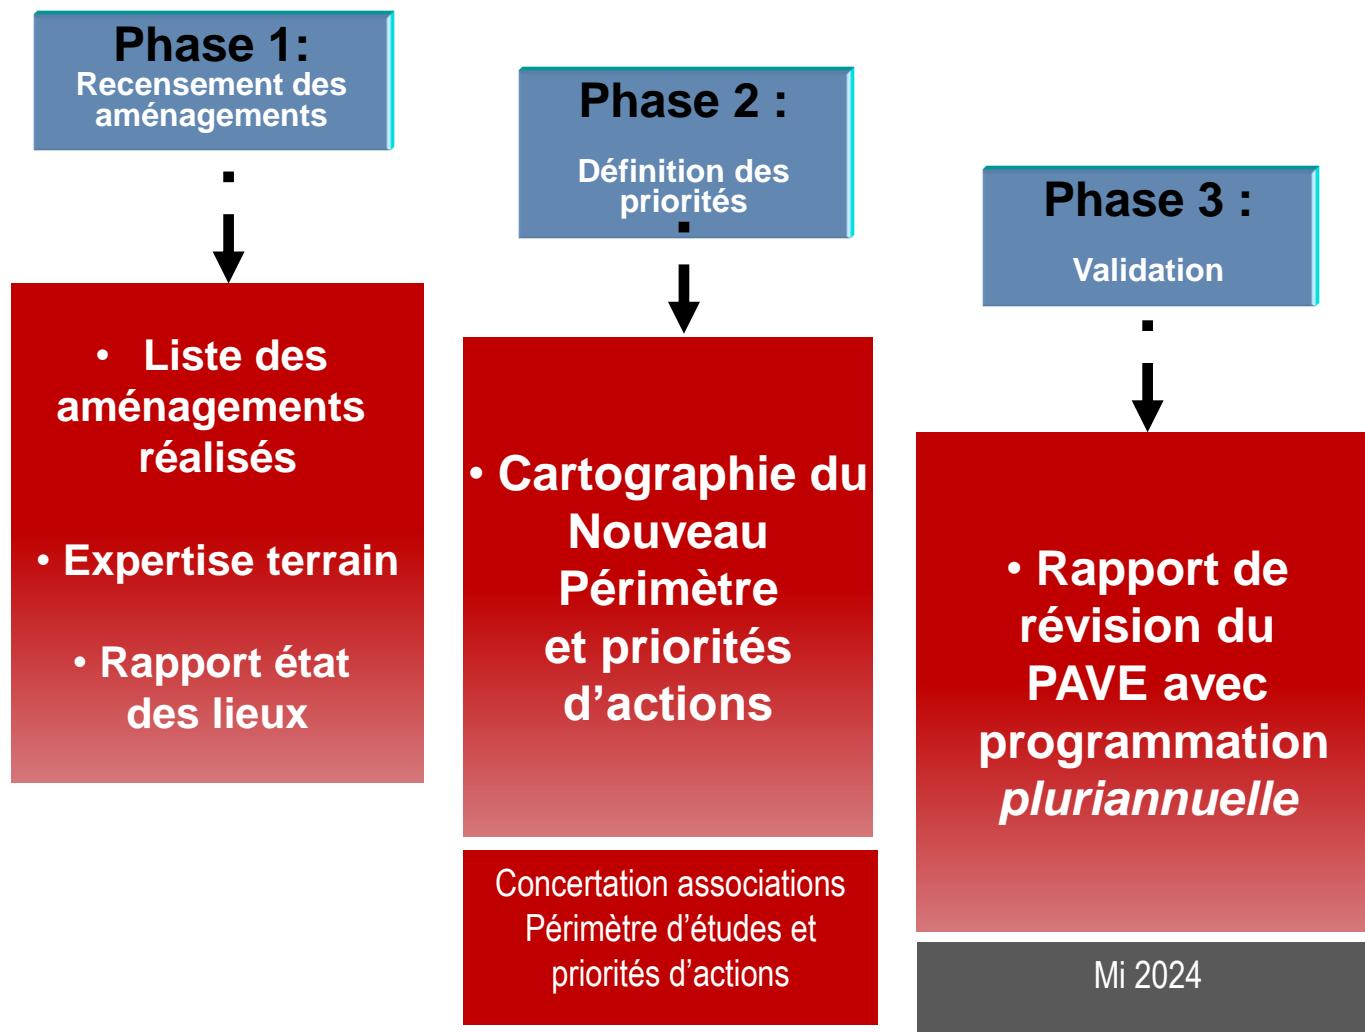 Phase 1:
Recensement des
aménagements
• Liste des
aménagements
réalisés
• Expertise terrain
• Rapport état
des lieux
Phase 2 :
Définition des
priorités
• Cartographie du
Nouveau
Périmètre
et priorités
d’actions
Concertation associations
Périmètre d’études et
priorités d’actions
Phase 3 :
Validation
• Rapport de
révision du
PAVE avec
programmation
pluriannuelle
Mi 2024